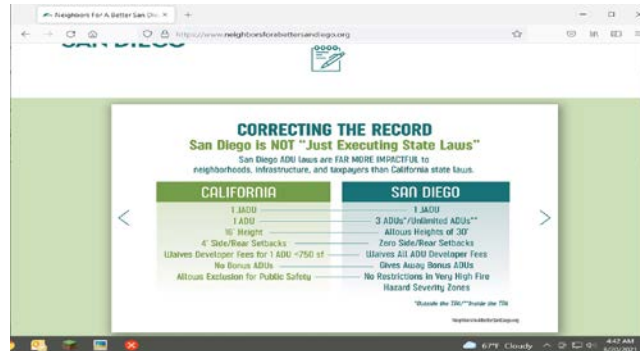 Neighbors For A Better San Die
https://www.neighborsforabettersandiego.org
SAN DIEGO
CORRECTING THE RECORD
San Diego is NOT "Just Executing State Laws"
San Diego ADU laws are FAR MORE IMPACTFUL to
neighborhoods, infrastructure, and taxpayers than California state laws.
CALIFORNIA SAN DIEGO
1 JADU 1 JADU
1 ADU 3 ADUs*/Unlimited ADUs**
16' Height Allows Heights of 30'
4' Side/Rear Setbacks Zero Side/Rear Setbacks
Waives Developer Fees for 1 ADU <750 sf Waives All ADU Developer Fees
No Bonus ADUs Gives Away Bonus ADUs
Allows Exclusion for Public Safety No Restrictions in Very High Fire
Hazard Severity Zones
*Outside the TPA/**Inside the TPA
67°F Cloudy 4:42 AM